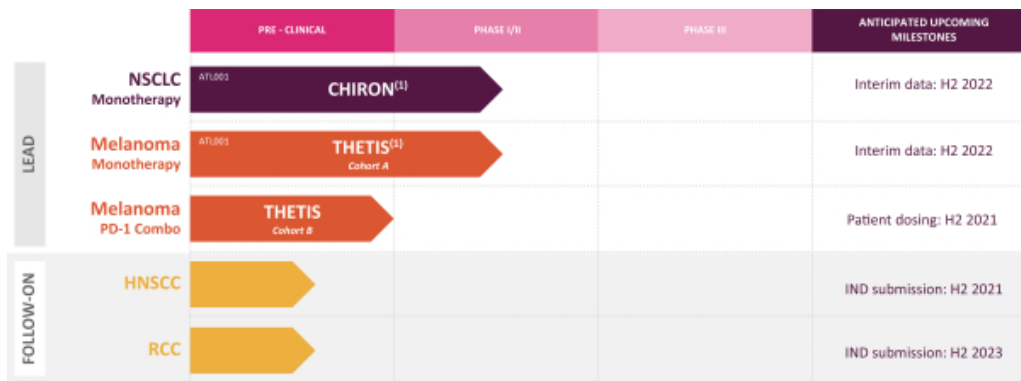 PRE - CLINICAL
PHASE I/II
PHASE III
ANTICIPATED UPCOMING
MILESTONES
LEAD
NSCLC
Monotherapy
ATL001
CHIRON(1)
Interim data: H2 2022
Melanoma
Monotherapy
ATL001
THETIS(1)
Cohort A
Interim data: H2 2022
Melanoma
PD-1 Combo
THETIS
Cohort B
Patient dosing: H2 2021
FOLLOW-ON
HNSCC
IND submission: H2 2021
RCC
IND submission: H2 2023